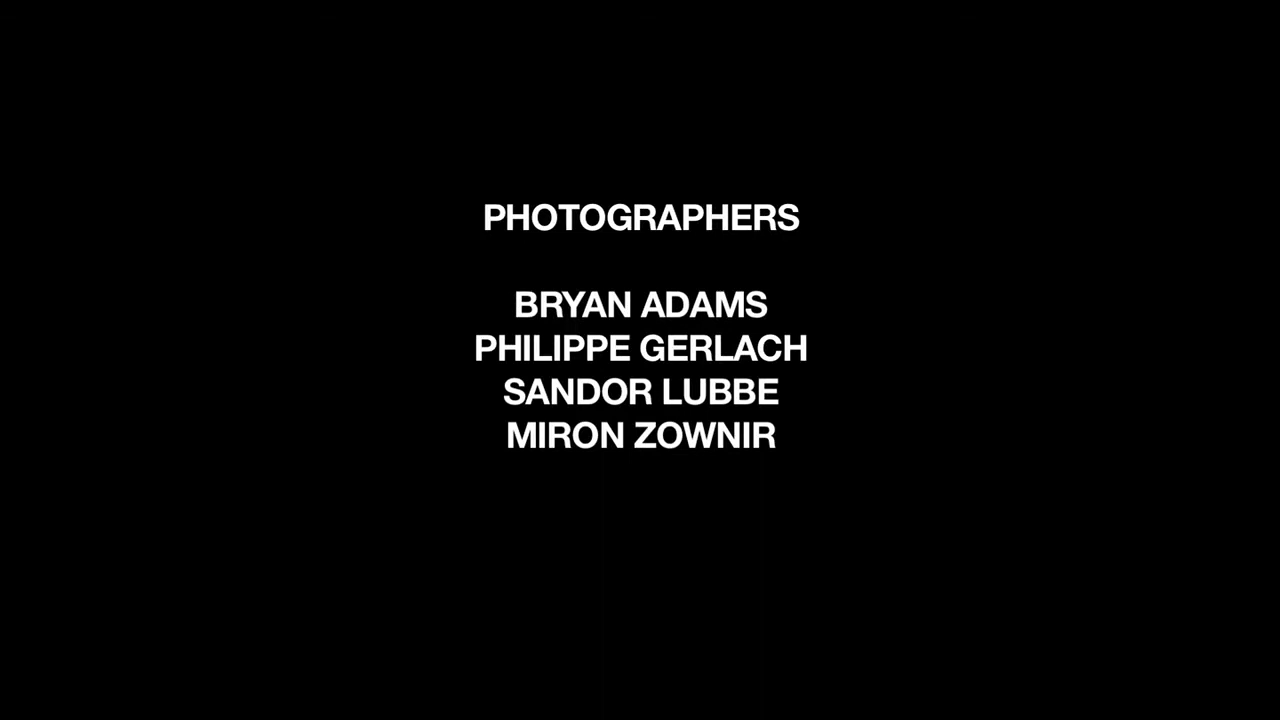 PHOTOGRAPHERS
BRYAN ADAMS
PHILIPPE GERLACH
SANDOR LUBBE
MIRON ZOWNIR